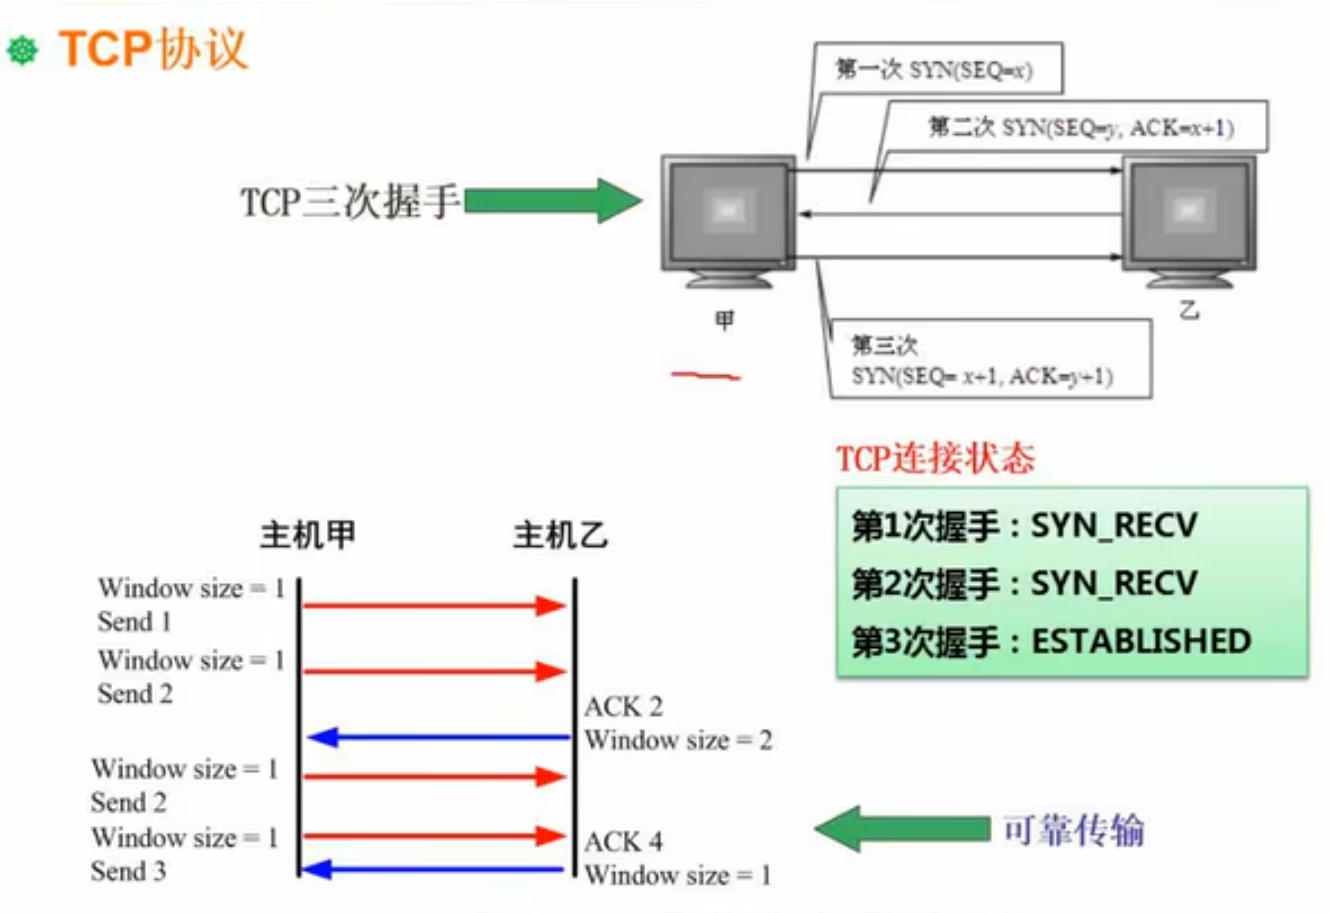 TCP协议
第一次 SYN(SEQ=x)
第二次 SYN(SEQ=y, ACK=x+1)
TCP三次握手
甲
乙
第三次
SYN(SEQ= x+1, ACK=y+1)
TCP连接状态
第1次握手：SYN_RECV
第2次握手：SYN_RECV
第3次握手：ESTABLISHED
主机甲
主机乙
Window size = 1
Send 1
Window size = 1
Send 2
ACK 2
Window size = 2
Window size = 1
Send 2
Window size = 1
Send 3
ACK 4
Window size = 1
可靠传输